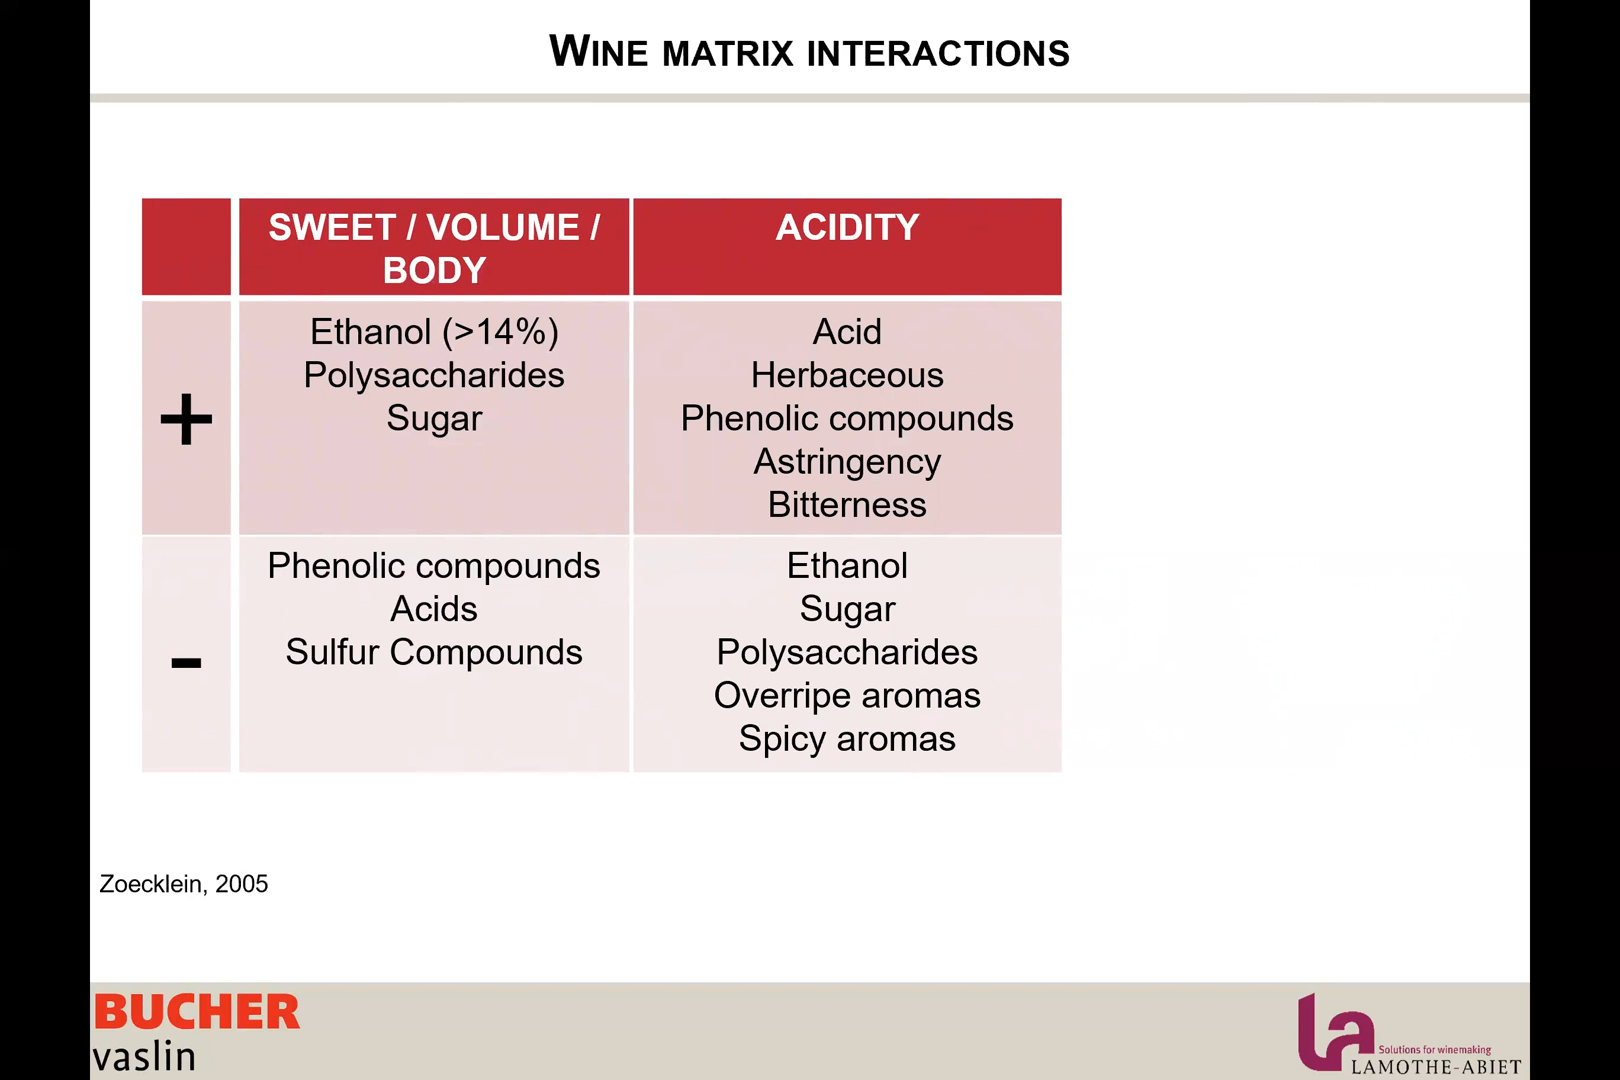 WINE MATRIX INTERACTIONS
SWEET / VOLUME /
BODY
ACIDITY
+
Ethanol (>14%)
Polysaccharides
Sugar
Acid
Herbaceous
Phenolic compounds
Astringency
Bitterness
-
Phenolic compounds
Acids
Sulfur Compounds
Ethanol
Sugar
Polysaccharides
Overripe aromas
Spicy aromas
Zoecklein, 2005
BUCHER
vaslin
La
Solutions for winemaking
LAMOTHE-ABIET